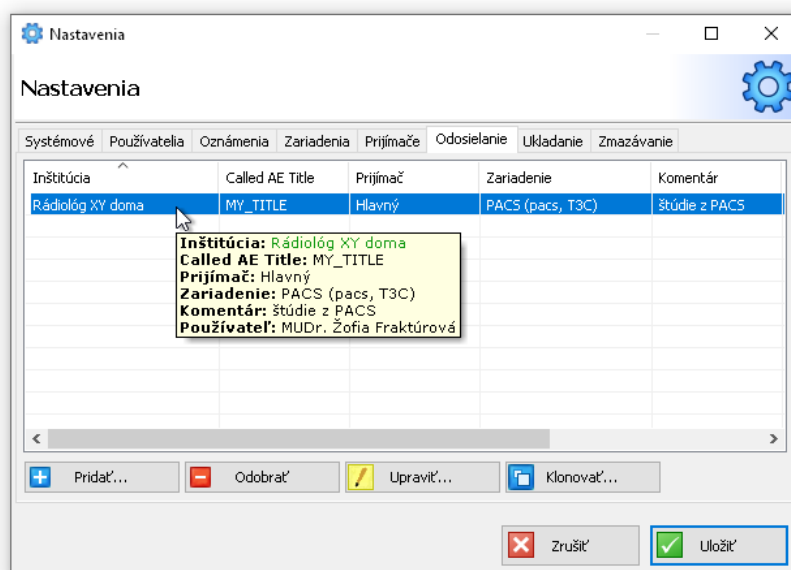 Nastavenia
Nastavenia
Systémové Používatelia Oznámenia Zariadenia Prijímače Odosielanie Ukladanie Zmazávanie
Inštitúcia Called AE Title Prijímač Zariadenie Komentár
Rádiológ XY doma MY_TITLE Hlavný PACS (pacs, T3C) štúdie z PACS
Inštitúcia: Rádiológ XY doma
Called AE Title: MY_TITLE
Prijímač: Hlavný
Zariadenie: PACS (pacs, T3C)
Komentár: štúdie z PACS
Používateľ: MUDr. Žofia Fraktúrová
Pridať... Odobrať Upraviť... Klonovať...
Zrušiť Uložiť